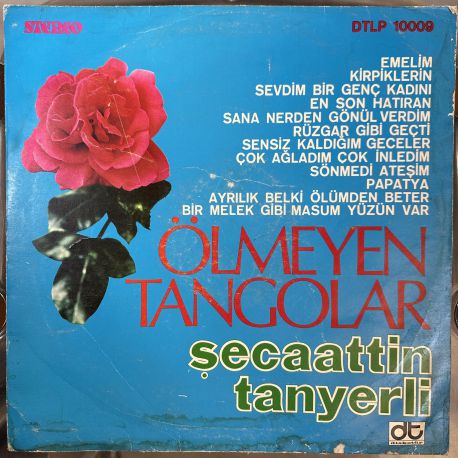 STEREO
DTLP 10009
EMELİM
KİRPİKLERİN
SEVDİM BİR GENÇ KADINI
EN SON HATIRAN
SANA NERDEN GÖNÜL VERDİM
RÜZGAR GİBİ GEÇTİ
SENSİZ KALDIĞIM GECELER
ÇOK AĞLADIM ÇOK İNLEDİM
SÖNMEDİ ATEŞİM
PAPATYA
AYRILIK BELKİ ÖLÜMDEN BETER
BİR MELEK GİBİ MASUM YÜZÜN VAR
ÖLMEYEN
TANGOLAR
şecaattin
tanyerli
dt